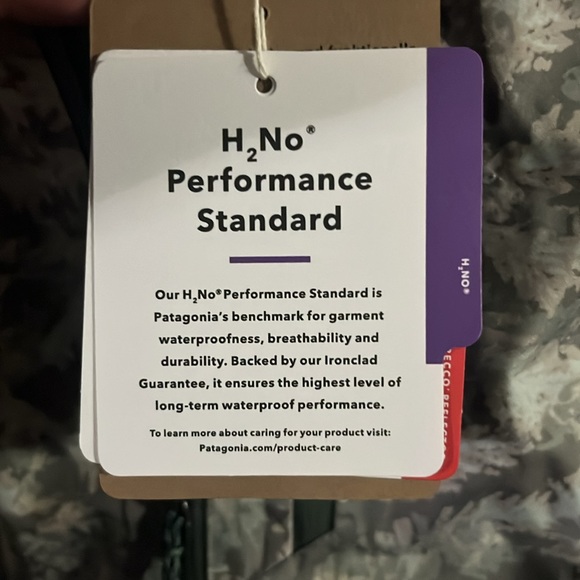 H₂No®
Performance
Standard
Our H₂No® Performance Standard is
Patagonia's benchmark for garment
waterproofness, breathability and
durability. Backed by our Ironclad
Guarantee, it ensures the highest level of
long-term waterproof performance.
To learn more about caring for your product visit:
Patagonia.com/product-care
H₂No®